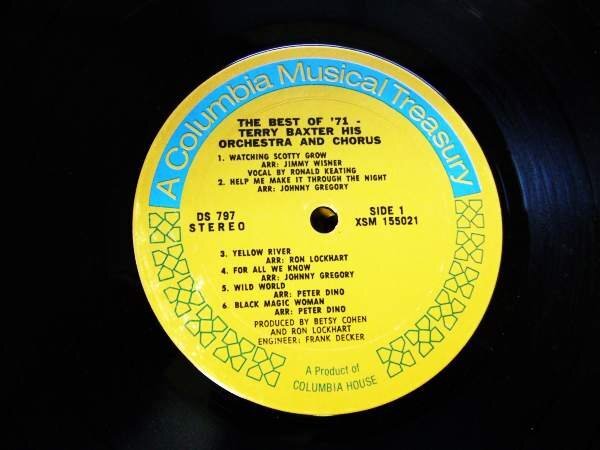 A Columbia Musical Treasury
THE BEST OF '71 -
TERRY BAXTER HIS
ORCHESTRA AND CHORUS
1. WATCHING SCOTTY GROW
ARR: JIMMY WISNER
VOCAL BY RONALD KEATING
2. HELP ME MAKE IT THROUGH THE NIGHT
ARR: JOHNNY GREGORY
DS 797
STEREO
SIDE 1
XSM 155021
3. YELLOW RIVER
ARR: RON LOCKHART
4. FOR ALL WE KNOW
ARR: JOHNNY GREGORY
5. WILD WORLD
ARR: PETER DINO
6. BLACK MAGIC WOMAN
ARR: PETER DINO
PRODUCED BY BETSY COHEN
AND RON LOCKHART
ENGINEER: FRANK DECKER
A Product of
COLUMBIA HOUSE